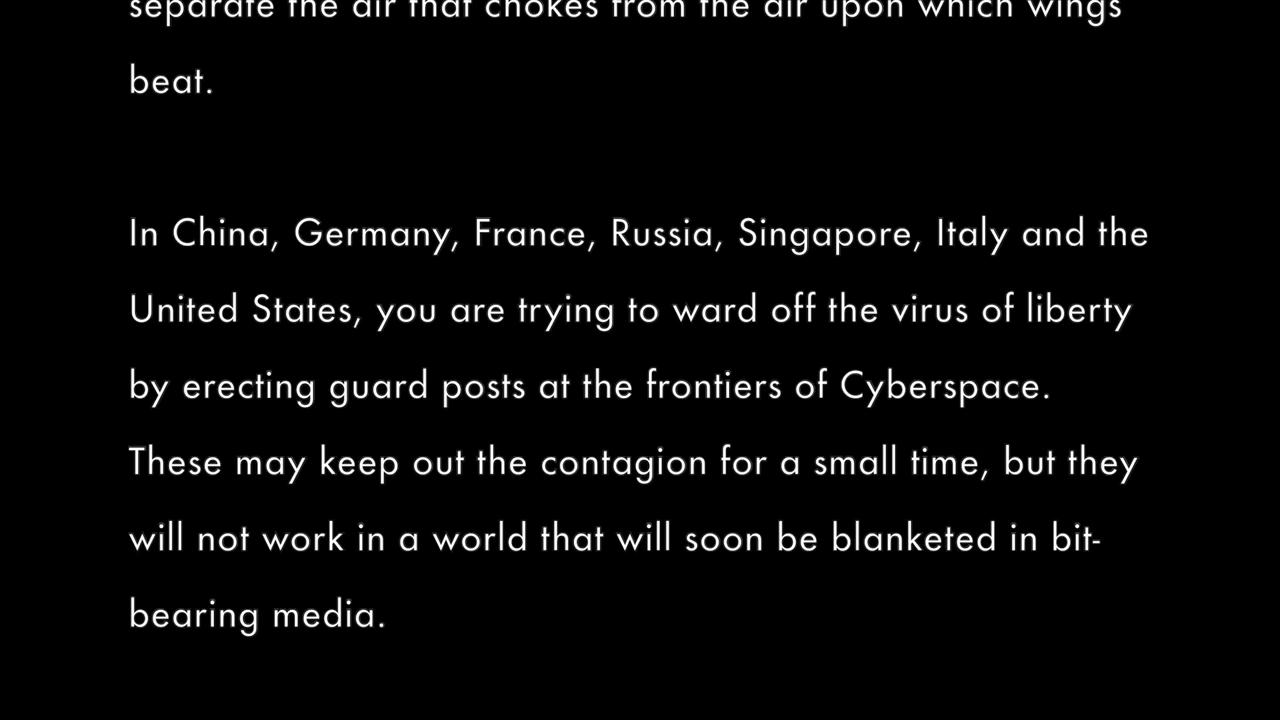 separate the air that chokes from the air upon which wings
beat.
In China, Germany, France, Russia, Singapore, Italy and the
United States, you are trying to ward off the virus of liberty
by erecting guard posts at the frontiers of Cyberspace.
These may keep out the contagion for a small time, but they
will not work in a world that will soon be blanketed in bit-
bearing media.